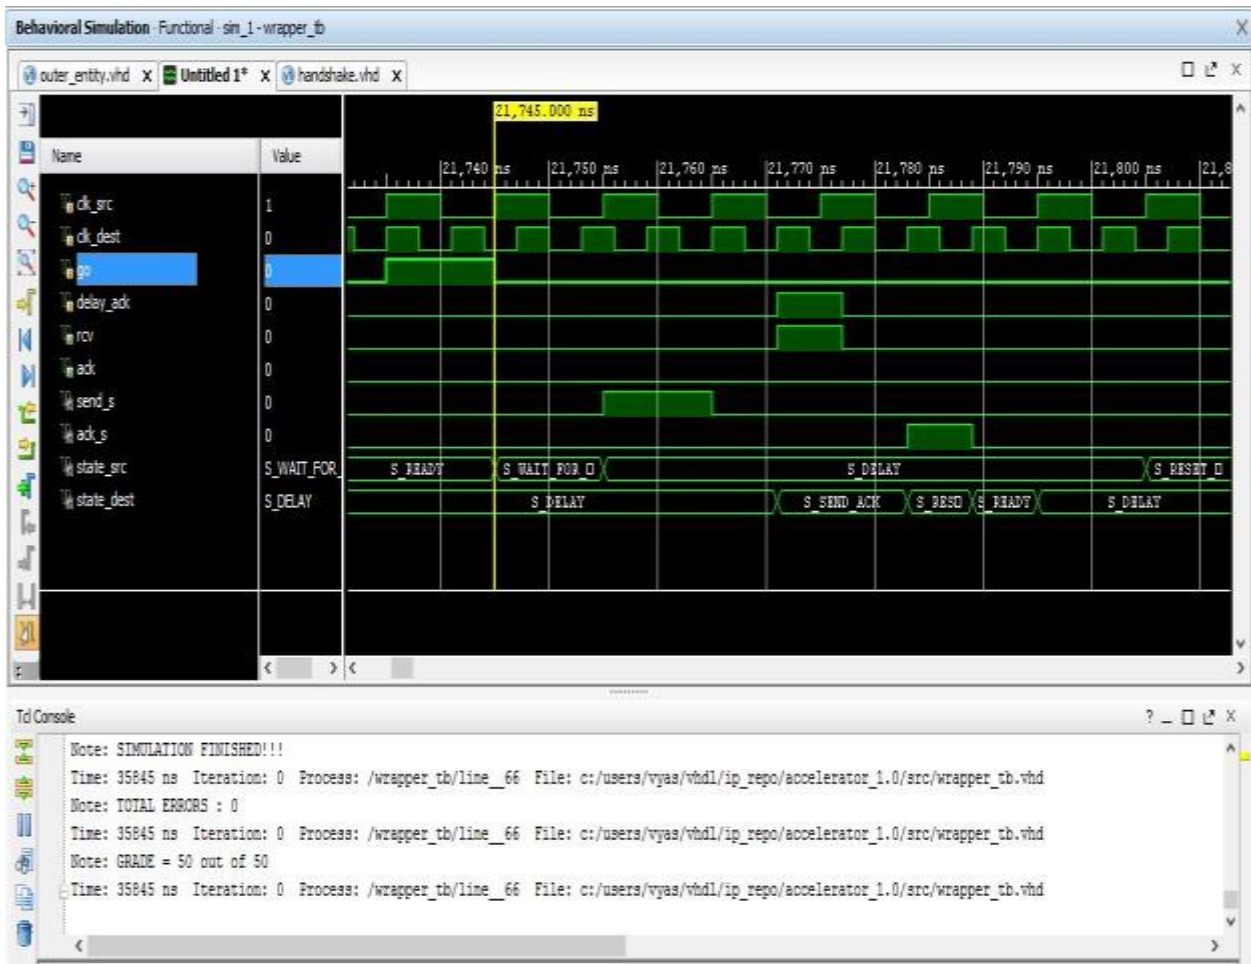 Behavioral Simulation - Functional - sim_1 - wrapper_tb
outer_entity.vhd X Untitled 1* X handshake.vhd X
21,745.000 ns
Name Value
21,740 ns 21,750 ns 21,760 ns 21,770 ns 21,780 ns 21,790 ns 21,800 ns 21,8
clk_src 1
clk_dest 0
go 0
delay_ack 0
rcv 0
ack 0
send_s 0
ack_s 0
state_src S_WAIT_FOR_ S_READY S_WAIT_FOR_ S_DELAY S_RESET_
state_dest S_DELAY S_DELAY S_SEND_ACK S_RES S_READY S_DELAY
Tcl Console
Note: SIMULATION FINISHED!!!
Time: 35845 ns Iteration: 0 Process: /wrapper_tb/line__66 File: c:/users/vyas/vhdl/ip_repo/accelerator_1.0/src/wrapper_tb.vhd
Note: TOTAL ERRORS : 0
Time: 35845 ns Iteration: 0 Process: /wrapper_tb/line__66 File: c:/users/vyas/vhdl/ip_repo/accelerator_1.0/src/wrapper_tb.vhd
Note: GRADE = 50 out of 50
Time: 35845 ns Iteration: 0 Process: /wrapper_tb/line__66 File: c:/users/vyas/vhdl/ip_repo/accelerator_1.0/src/wrapper_tb.vhd